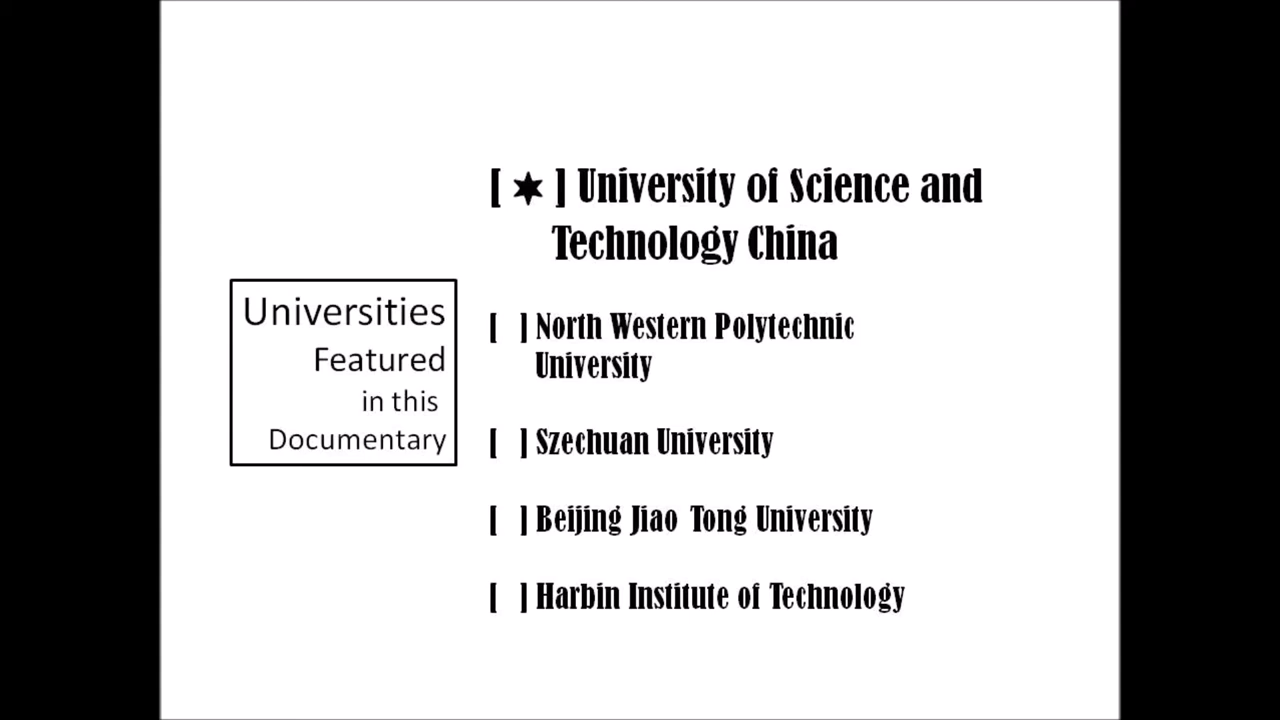 Universities
Featured
in this
Documentary
[ ✶ ] University of Science and
Technology China
[ ] North Western Polytechnic
University
[ ] Szechuan University
[ ] Beijing Jiao Tong University
[ ] Harbin Institute of Technology